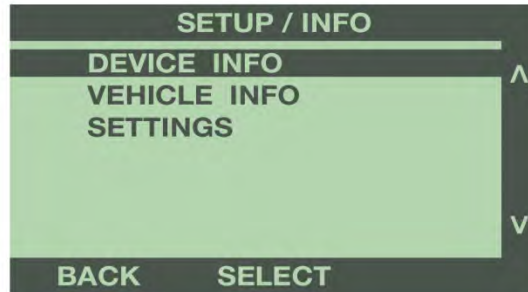 SETUP / INFO
DEVICE INFO
VEHICLE INFO
SETTINGS
BACK SELECT